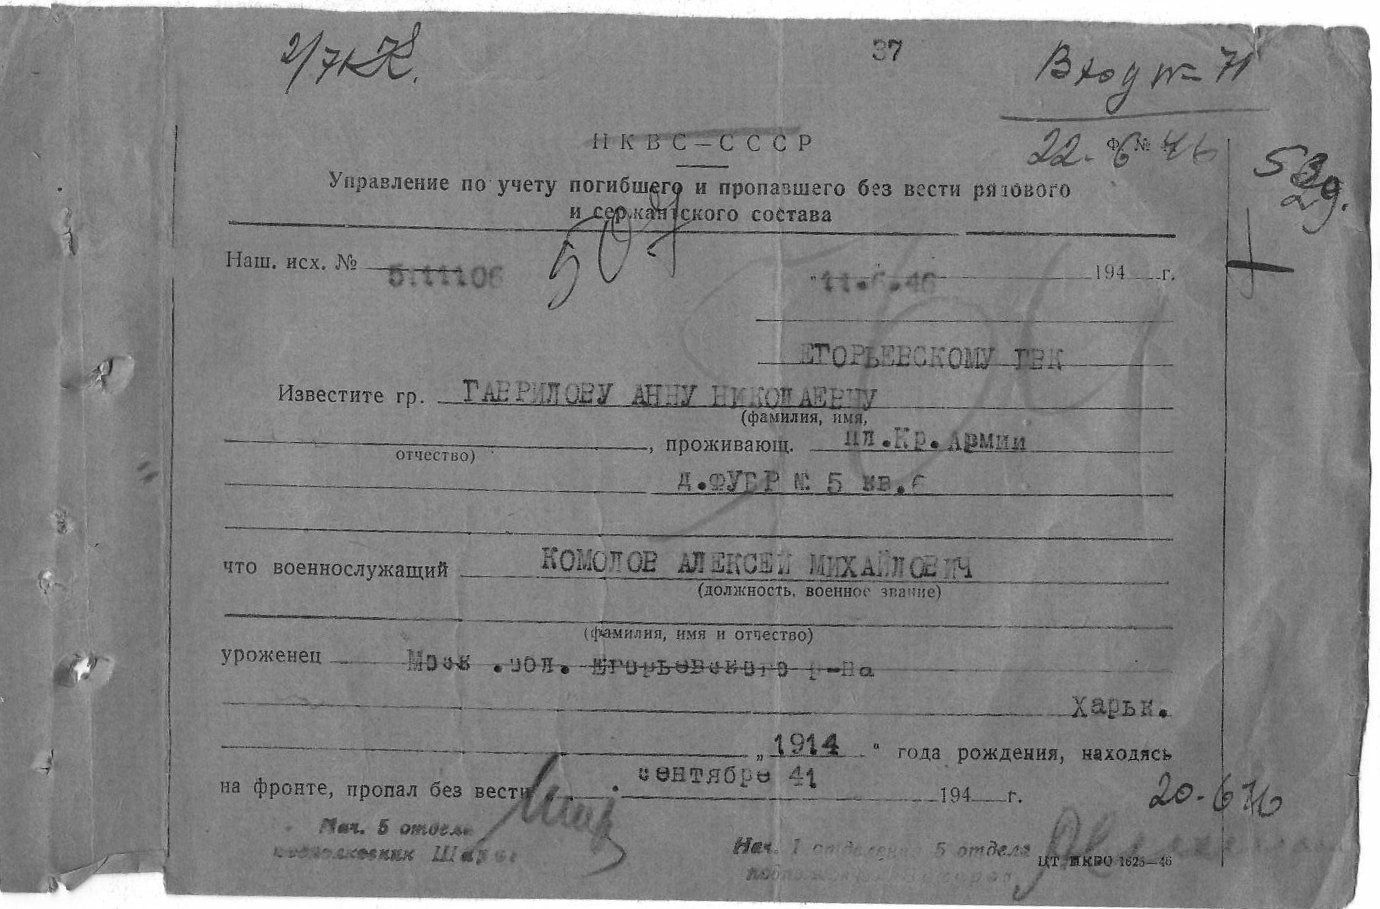 37
Вход № 71
22.6.46
НКВС—СССР
Ф. №
Управление по учету погибшего и пропавшего без вести рядового
и сержантского состава
Наш. исх. № 5.11106
11.6.46 194 г.
ЕГОРЬЕВСКОМУ ГВК
Известите гр. ГАВРИЛОВУ АННУ НИКОЛАЕВНУ
(фамилия, имя,
отчество)
, проживающ. пл.Кр.Армии
д.ФУБР № 5 кв.6
что военнослужащий КОМОЛОВ АЛЕКСЕЙ МИХАЙЛОВИЧ
(должность, военное звание)
(фамилия, имя и отчество)
уроженец Моск.обл. Егорьевского р-на
Харьк.
„ 1914 " года рождения, находясь
на фронте, пропал без вести сентябре 41 194 г.
20.6.46
Нач. 5 отдела
подполковник
Нач. 1 отделения 5 отдела
ЦТ НКВО 1625—46